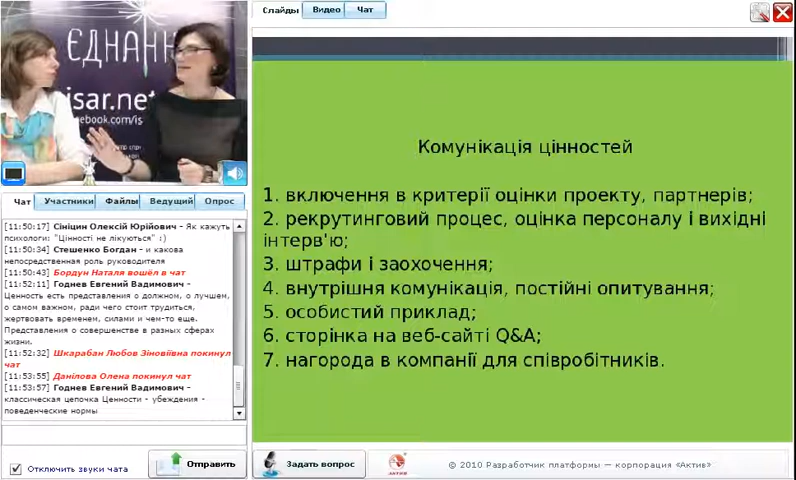 Слайды Видео Чат
ЄДНАНН
isar.net
cebook.com/is
Чат Участники Файлы Ведущий Опрос
[11:50:17] Сініцин Олексій Юрійович - Як кажуть
психологи: "Цінності не лікуються" :)
[11:50:34] Стешенко Богдан - и какова
непосредственная роль руководителя
[11:50:43] Бордун Наталя вошёл в чат
[11:52:11] Годнев Евгений Вадимович -
Ценность есть представления о должном, о лучшем,
о самом важном, ради чего стоит трудиться,
жертвовать временем, силами и чем-то еще.
Представления о совершенстве в разных сферах
жизни.
[11:52:32] Шкарабан Любов Зіновіївна покинул
чат
[11:53:55] Данілова Олена покинул чат
[11:53:57] Годнев Евгений Вадимович -
классическая цепочка Ценности - убеждения -
поведенческие нормы
Отключить звуки чата
Отправить
Комунікація цінностей
1. включення в критерії оцінки проекту, партнерів;
2. рекрутинговий процес, оцінка персоналу і вихідні
інтерв'ю;
3. штрафи і заохочення;
4. внутрішня комунікація, постійні опитування;
5. особистий приклад;
6. сторінка на веб-сайті Q&A;
7. нагорода в компанії для співробітників.
Задать вопрос
АКТИВ
© 2010 Разработчик платформы — корпорация «Актив»